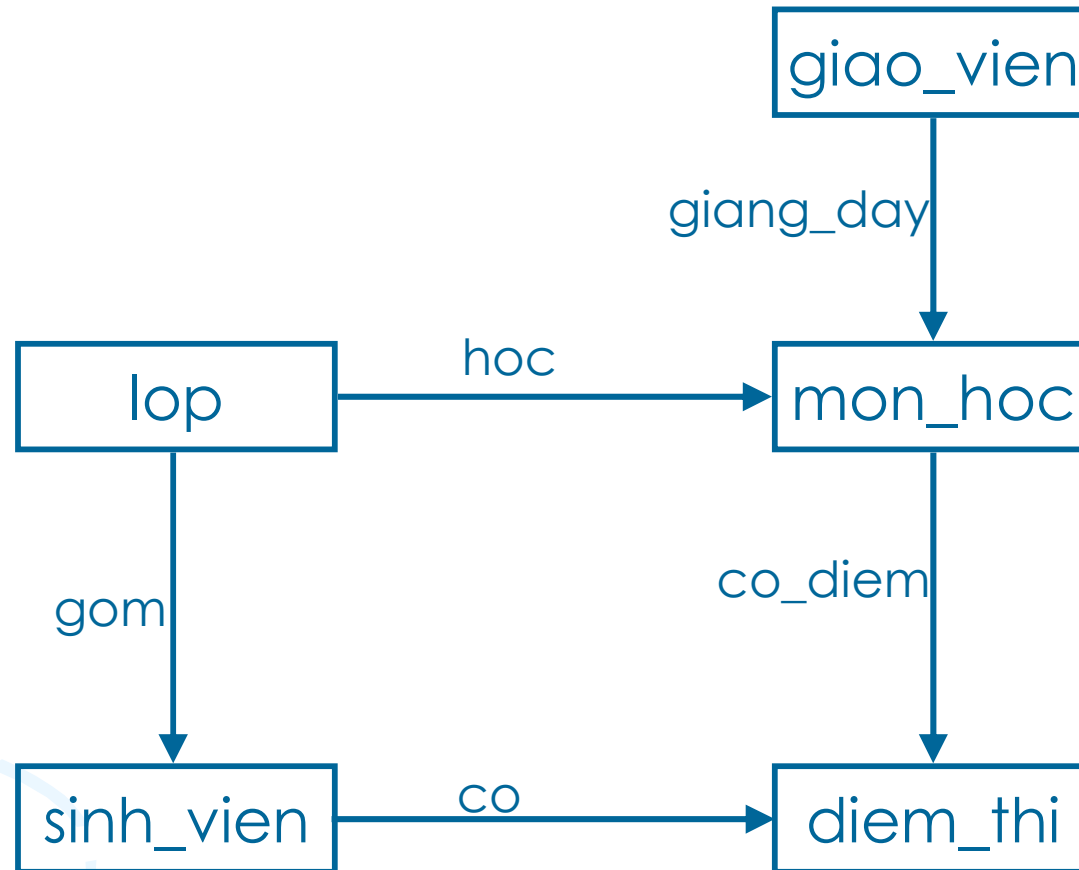 giao_vien
giang_day
lop
hoc
mon_hoc
gom
co_diem
sinh_vien
co
diem_thi